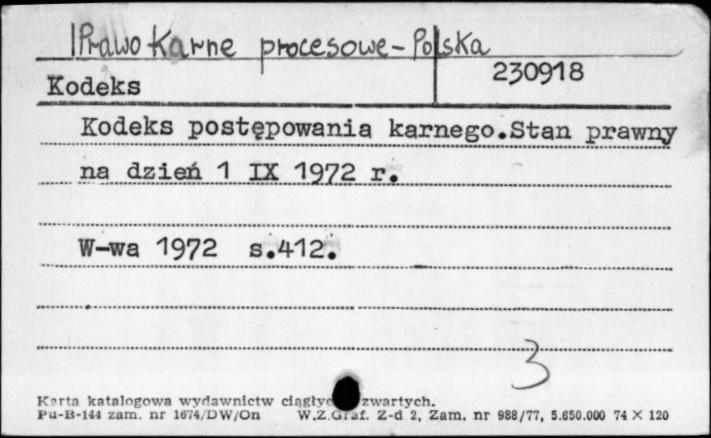 Prawo Karne procesowe-Polska
230918
Kodeks
Kodeks postępowania karnego.Stan prawny
na dzień 1 IX 1972 r.
W-wa 1972 s.412.
3
Karta katalogowa wydawnictw zwartych.
Pu-B-144 zam. nr 1674/DW/On W.Z.Graf. Z-d 2, Zam. nr 988/77, 5.650.000 74 X 120